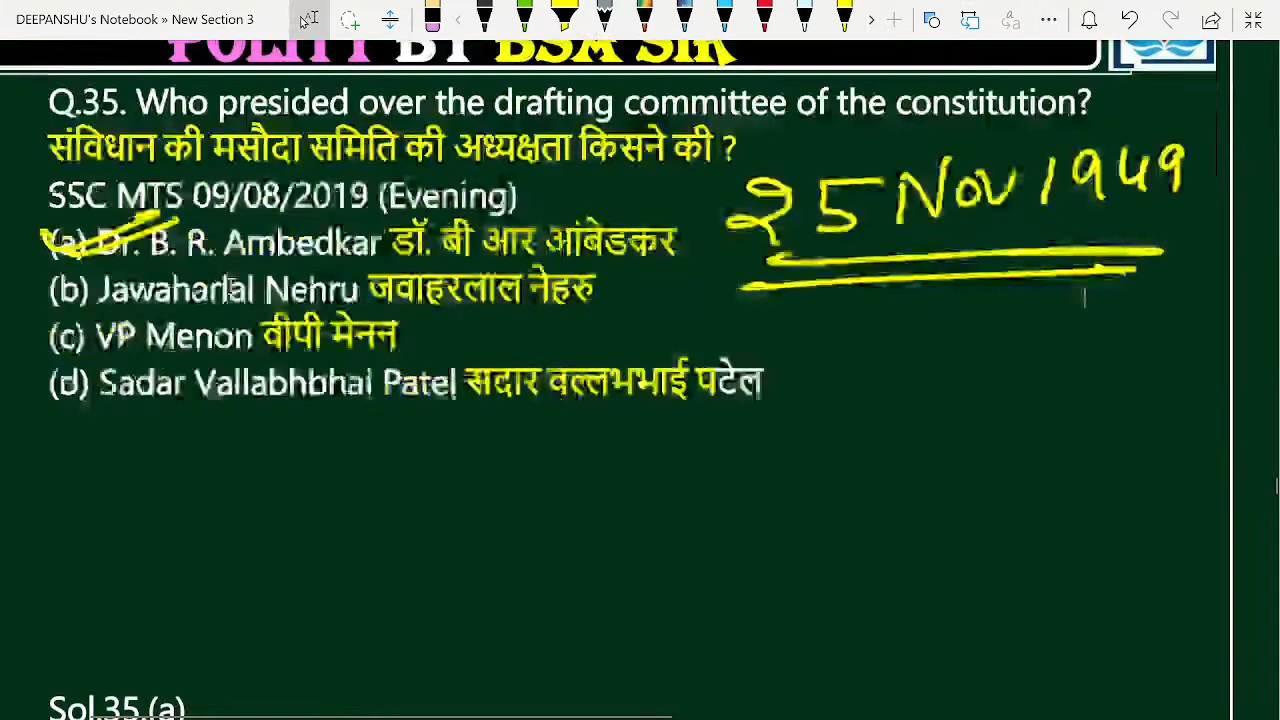 DEEPANSHU's Notebook » New Section 3
POLITY BY BSM SIR
Q.35. Who presided over the drafting committee of the constitution?
संविधान की मसौदा समिति की अध्यक्षता किसने की ?
25 Nov 1949
SSC MTS 09/08/2019 (Evening)
(a) Dr. B. R. Ambedkar डॉ. बी आर आंबेडकर
(b) Jawaharlal Nehru जवाहरलाल नेहरु
(c) VP Menon वीपी मेनन
(d) Sadar Vallabhbhai Patel सदार वल्लभभाई पटेल
Sol.35.(a)